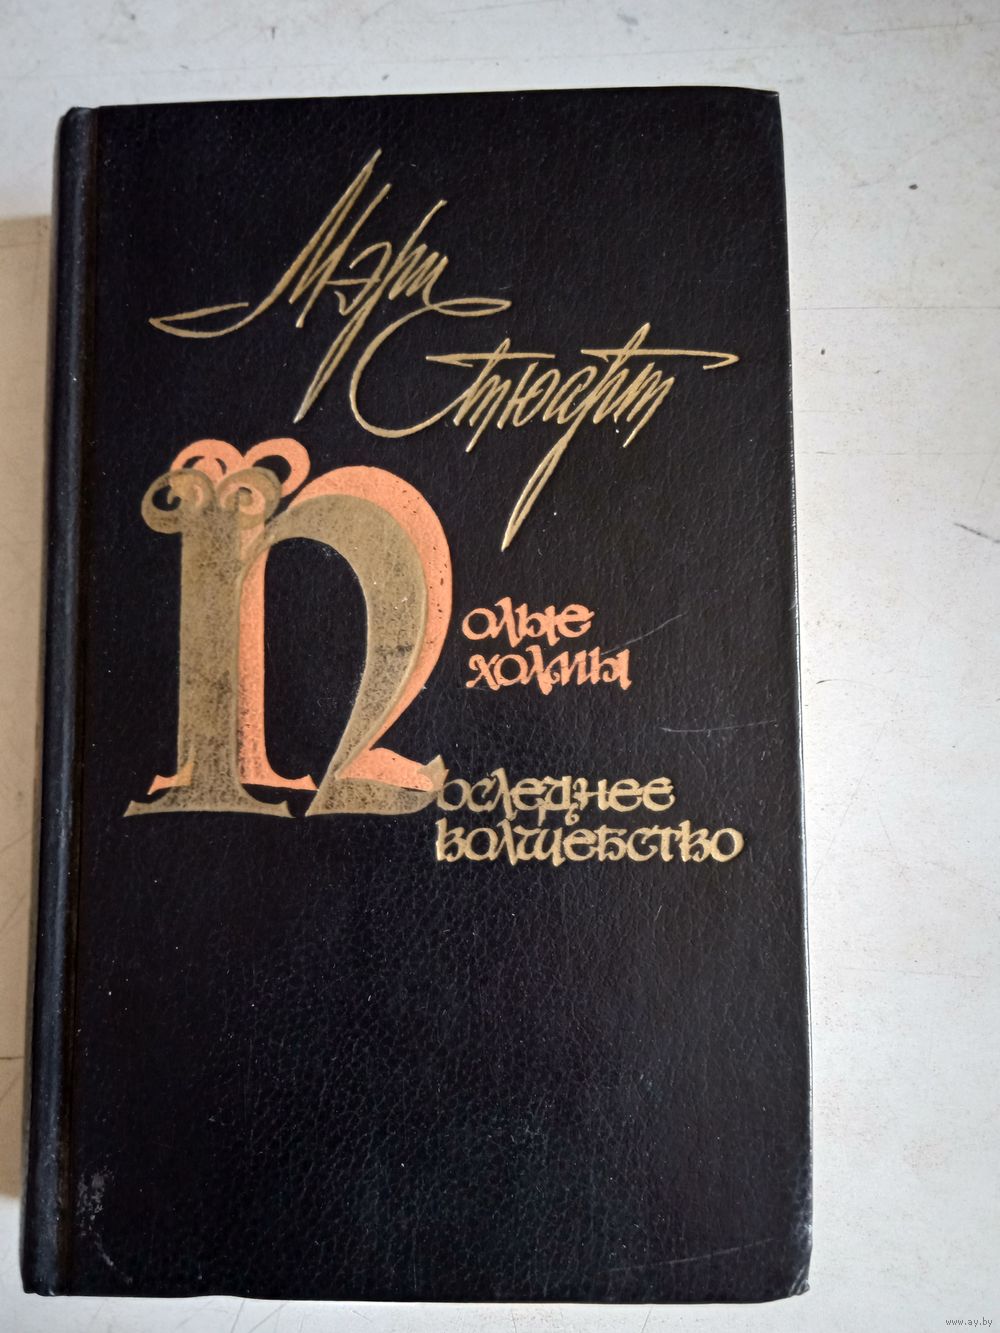 Мэри
Стюарт
Полые
холмы
Последнее
волшебство
www.ay.by